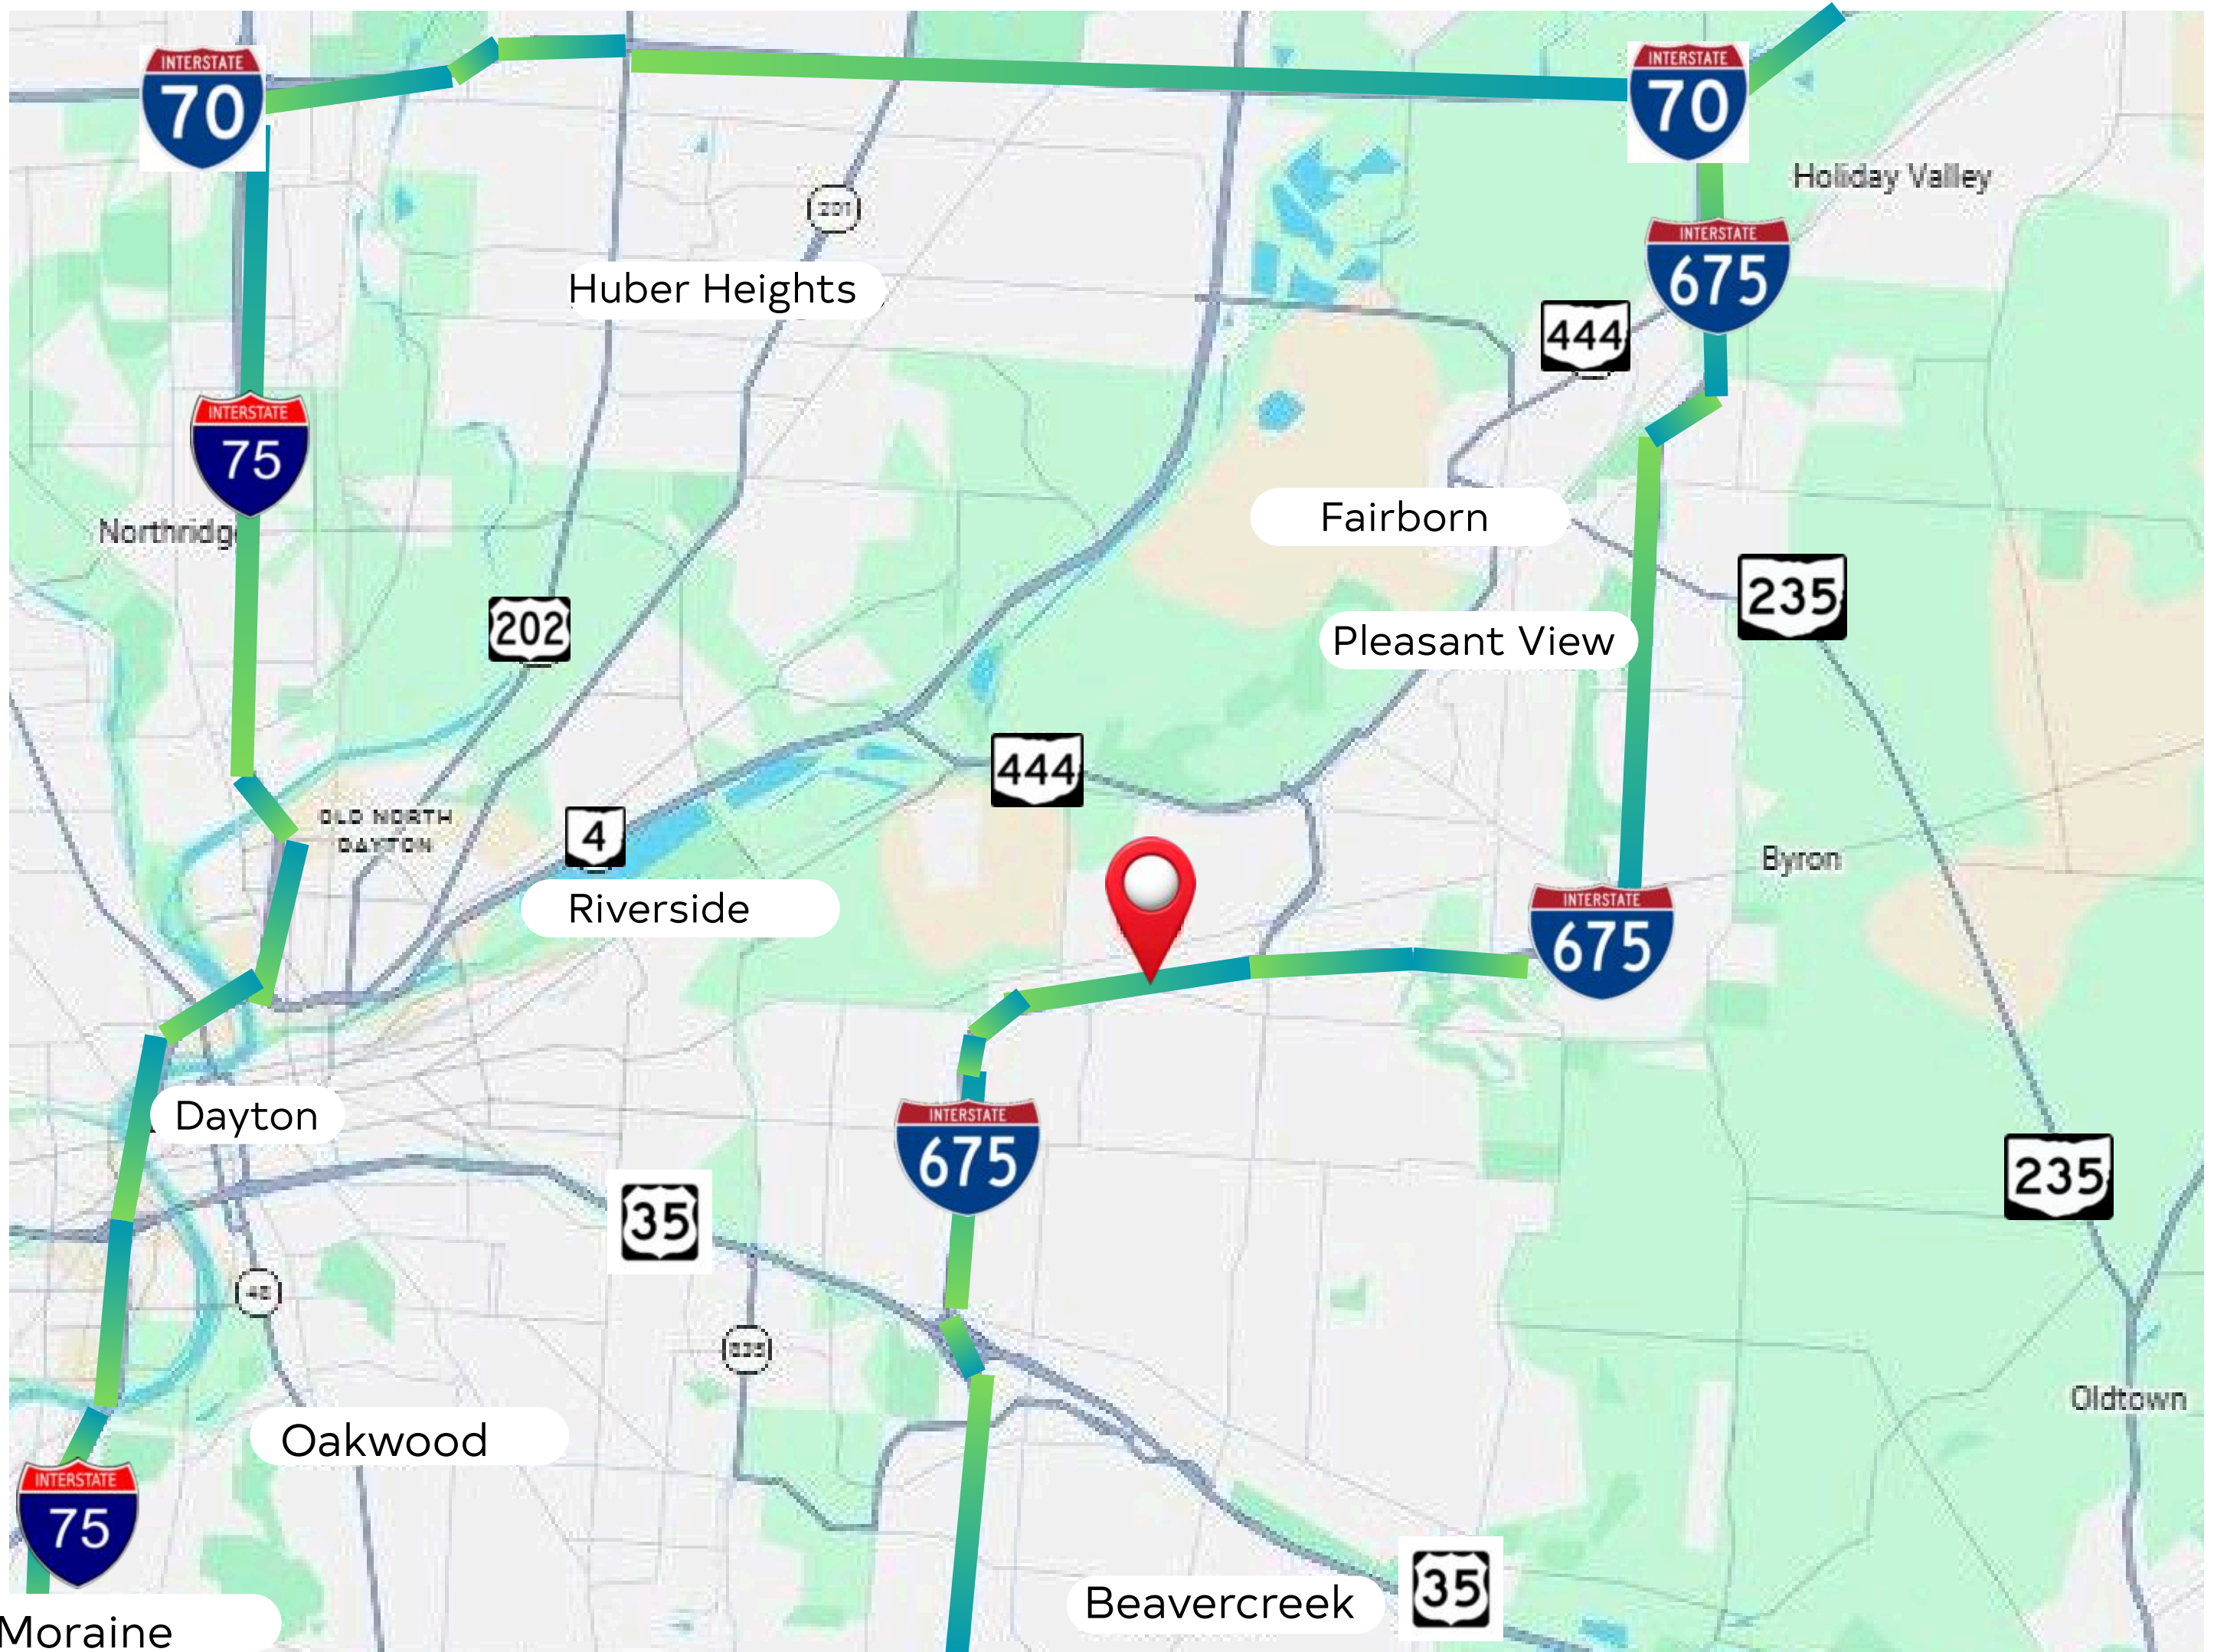 INTERSTATE
70
INTERSTATE
70
Holiday Valley
201
INTERSTATE
675
Huber Heights
444
INTERSTATE
75
Northridg
Fairborn
235
202
Pleasant View
444
OLD NORTH
DAYTON
4
Byron
Riverside
INTERSTATE
675
Dayton
INTERSTATE
675
235
35
48
Oldtown
Oakwood
INTERSTATE
75
Beavercreek
35
Moraine